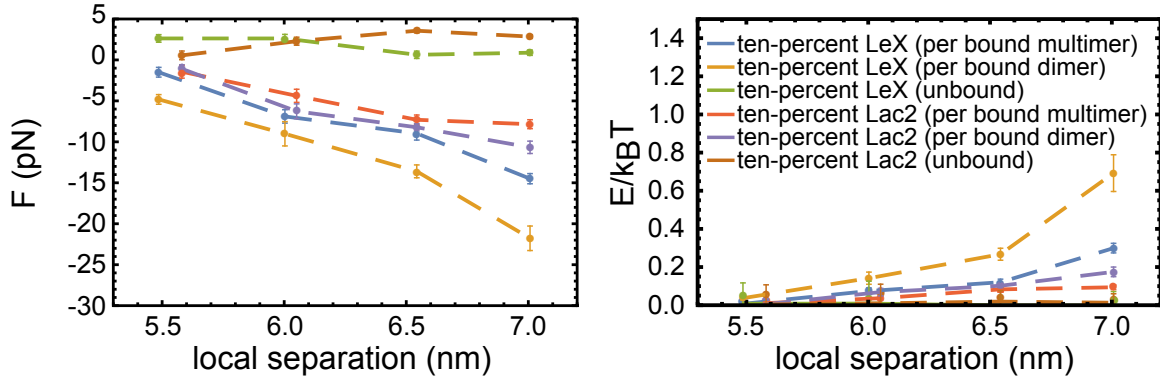 5
0
-5
-10
-15
-20
-25
-30
F (pN)
5.5 6.0 6.5 7.0
local separation (nm)
1.4
1.2
1.0
0.8
0.6
0.4
0.2
0.0
E/kBT
ten-percent LeX (per bound multimer)
ten-percent LeX (per bound dimer)
ten-percent LeX (unbound)
ten-percent Lac2 (per bound multimer)
ten-percent Lac2 (per bound dimer)
ten-percent Lac2 (unbound)
5.5 6.0 6.5 7.0
local separation (nm)